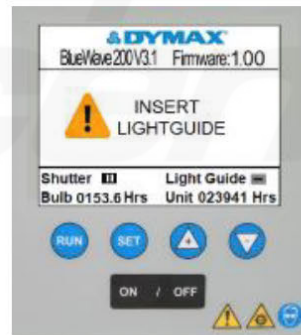 DYMAX
BlueWave 200 V3.1 Firmware: 1.00
INSERT
LIGHTGUIDE
Shutter Light Guide
Bulb 0153.6 Hrs Unit 023941 Hrs
RUN SET
ON / OFF